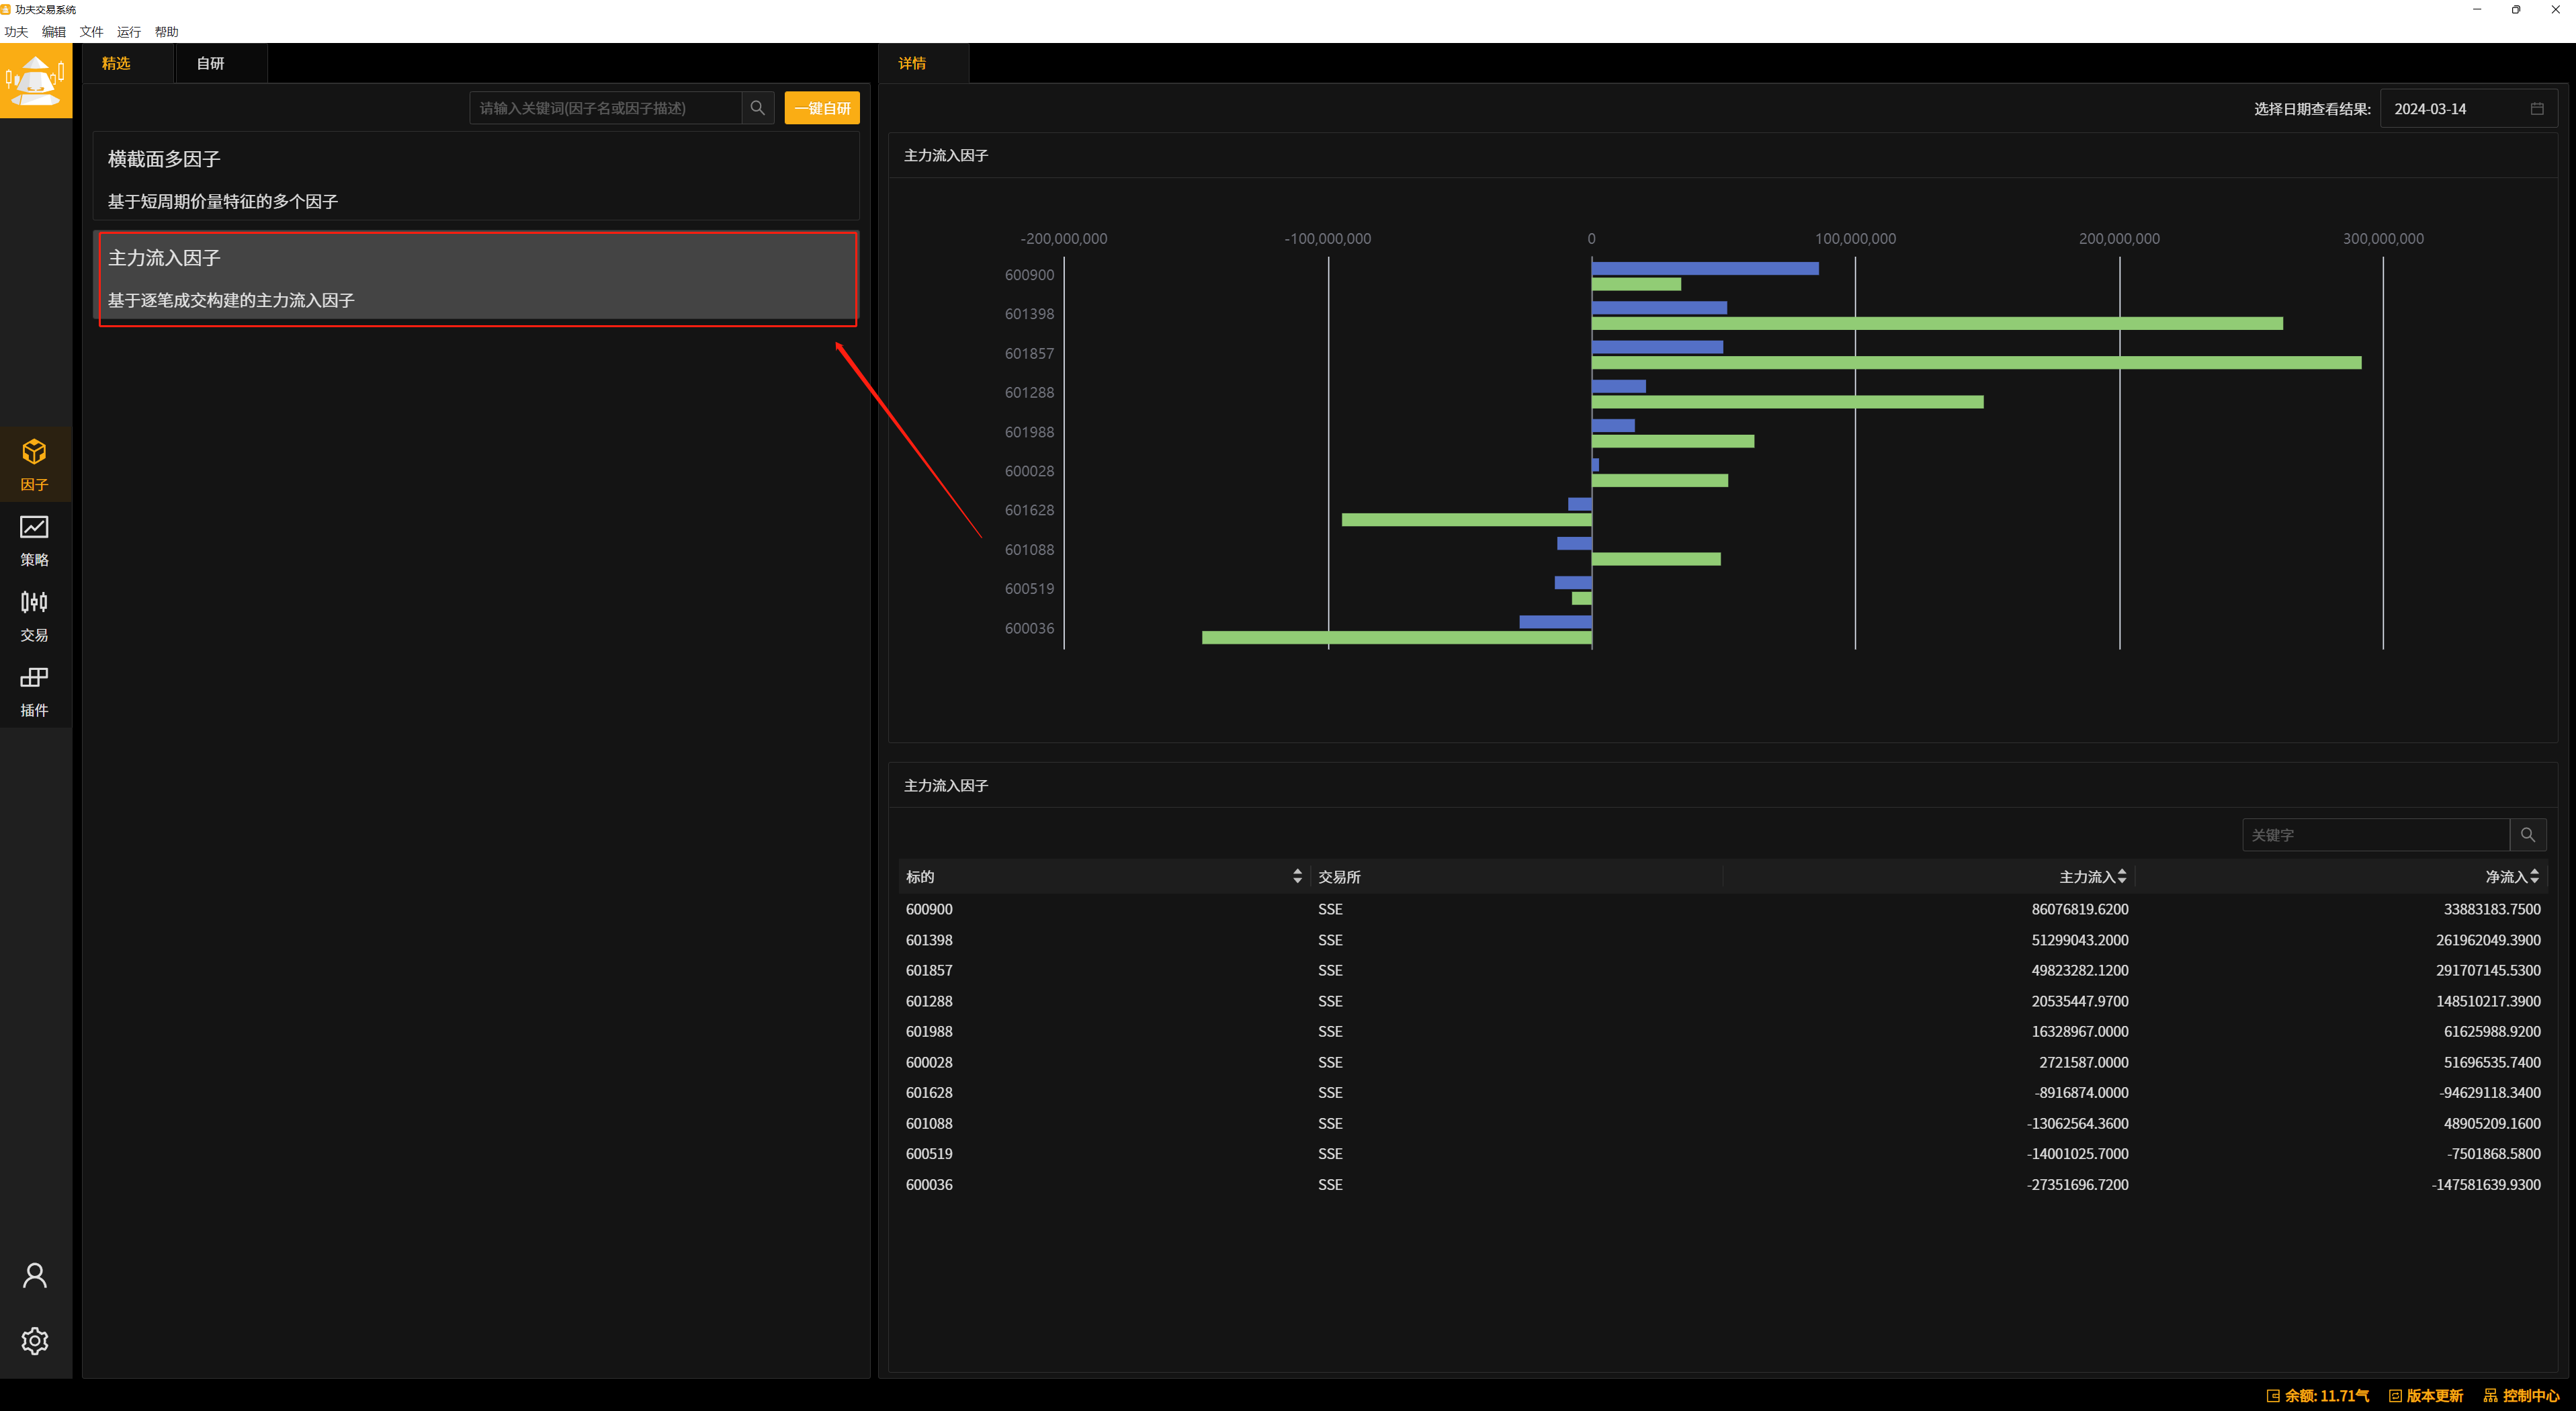 功夫交易系统
功夫 编辑 文件 运行 帮助
精选 自研
请输入关键词(因子名或因子描述) 一键自研
横截面多因子
基于短周期价量特征的多个因子
主力流入因子
基于逐笔成交构建的主力流入因子
因子
策略
交易
插件
详情
选择日期查看结果: 2024-03-14
主力流入因子
-200,000,000 -100,000,000 0 100,000,000 200,000,000 300,000,000
600900
601398
601857
601288
601988
600028
601628
601088
600519
600036
主力流入因子
关键字
标的 交易所 主力流入 净流入
600900 SSE 86076819.6200 33883183.7500
601398 SSE 51299043.2000 261962049.3900
601857 SSE 49823282.1200 291707145.5300
601288 SSE 20535447.9700 148510217.3900
601988 SSE 16328967.0000 61625988.9200
600028 SSE 2721587.0000 51696535.7400
601628 SSE -8916874.0000 -94629118.3400
601088 SSE -13062564.3600 48905209.1600
600519 SSE -14001025.7000 -7501868.5800
600036 SSE -27351696.7200 -147581639.9300
余额: 11.71气 版本更新 控制中心